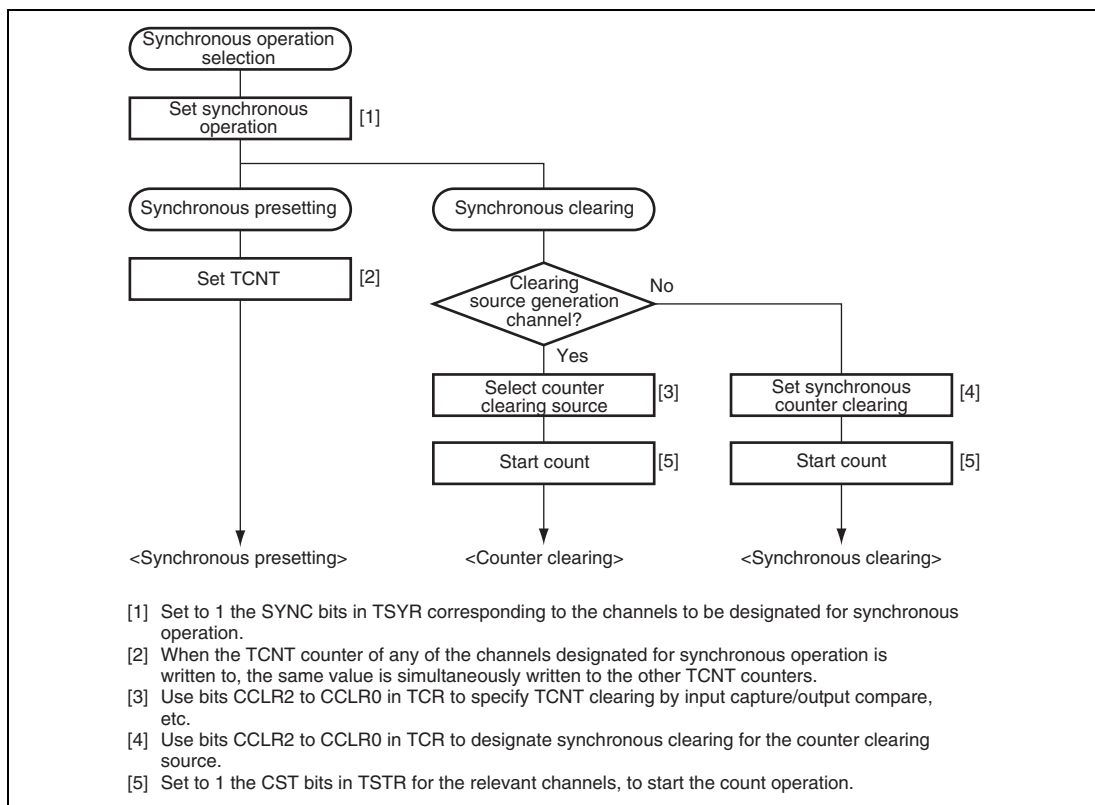 Synchronous operation
selection
Set synchronous
operation
[1]
Synchronous presetting
Synchronous clearing
Set TCNT
[2]
Clearing
source generation
channel?
No
Yes
Select counter
clearing source
[3]
Set synchronous
counter clearing
[4]
Start count
[5]
Start count
[5]
<Synchronous presetting>
<Counter clearing>
<Synchronous clearing>
[1] Set to 1 the SYNC bits in TSYR corresponding to the channels to be designated for synchronous
operation.
[2] When the TCNT counter of any of the channels designated for synchronous operation is
written to, the same value is simultaneously written to the other TCNT counters.
[3] Use bits CCLR2 to CCLR0 in TCR to specify TCNT clearing by input capture/output compare,
etc.
[4] Use bits CCLR2 to CCLR0 in TCR to designate synchronous clearing for the counter clearing
source.
[5] Set to 1 the CST bits in TSTR for the relevant channels, to start the count operation.